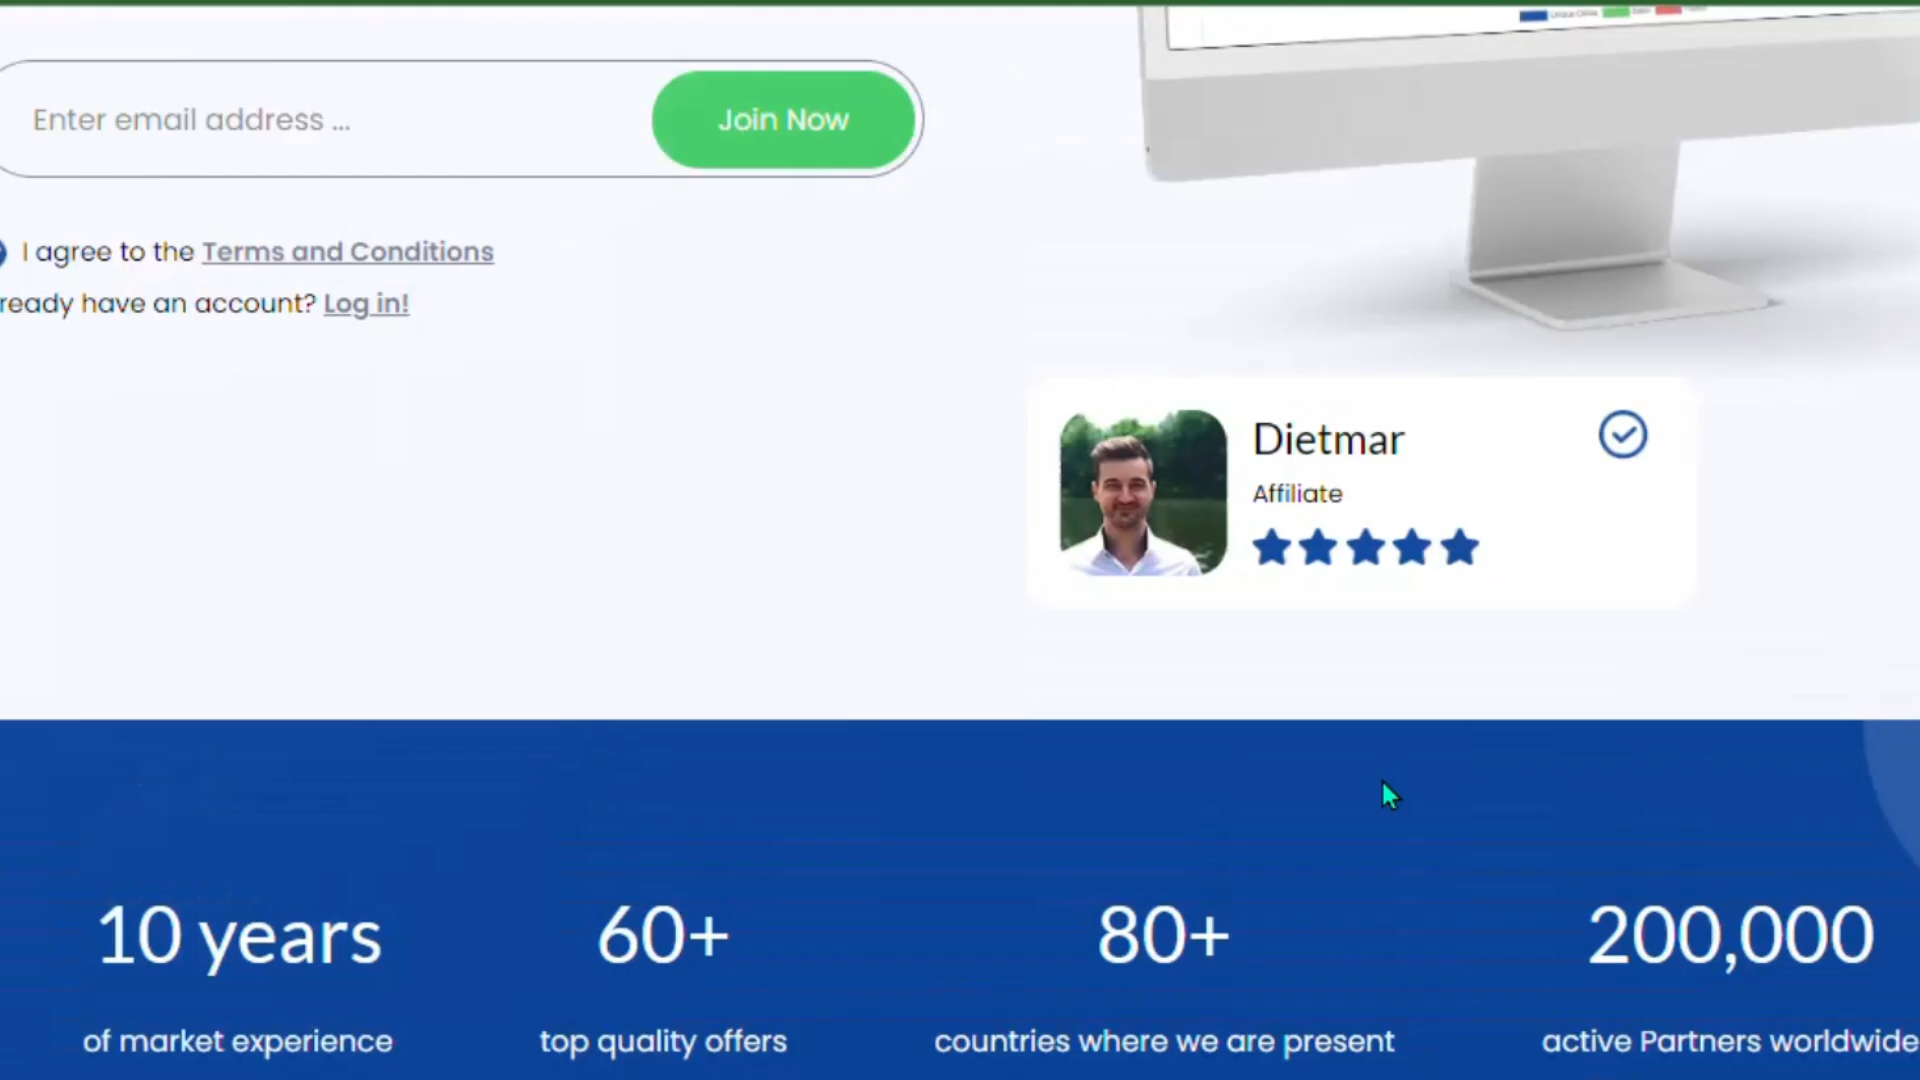 Enter email address ...
Join Now
I agree to the Terms and Conditions
ready have an account? Log in!
Dietmar
Affiliate
10 years
60+
80+
200,000
of market experience
top quality offers
countries where we are present
active Partners worldwide